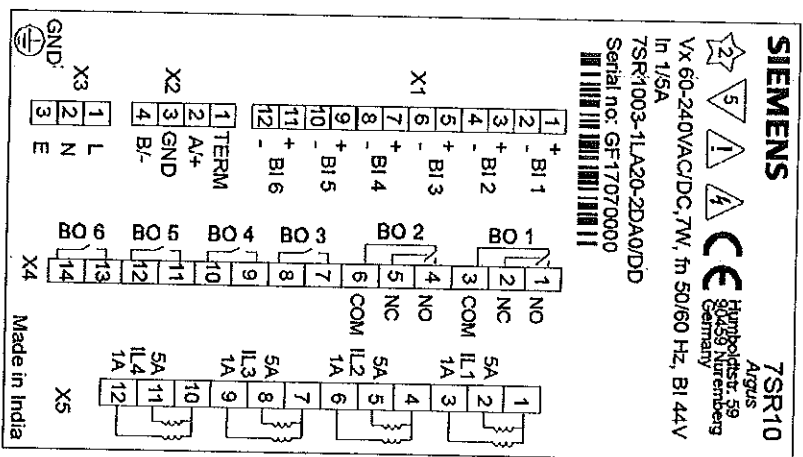 SIEMENS
7SR10
Argus
2
5
Humboldtstr. 59
90459 Nuremberg
Germany
CE
Vx 60-240VAC/DC,7W, fn 50/60 Hz, BI 44V
In 1/5A
7SR1003-1LA20-2DA0/DD
Serial no: GF17070000
X1
1 +
2 - BI 1
3 +
4 - BI 2
5 +
6 - BI 3
7 +
8 - BI 4
9 +
10 - BI 5
11 +
12 - BI 6
X2
1 TERM
2 A/+
3 GND
4 B/-
X3
1 L
2 N
3 E
GND
X4
BO 1
1 NO
2 NC
3 COM
BO 2
4 NO
5 NC
6 COM
BO 3
7
8
BO 4
9
10
BO 5
11
12
BO 6
13
14
X5
IL1
1
5A 2
1A 3
IL2
4
5A 5
1A 6
IL3
7
5A 8
1A 9
IL4
10
5A 11
1A 12
Made in India